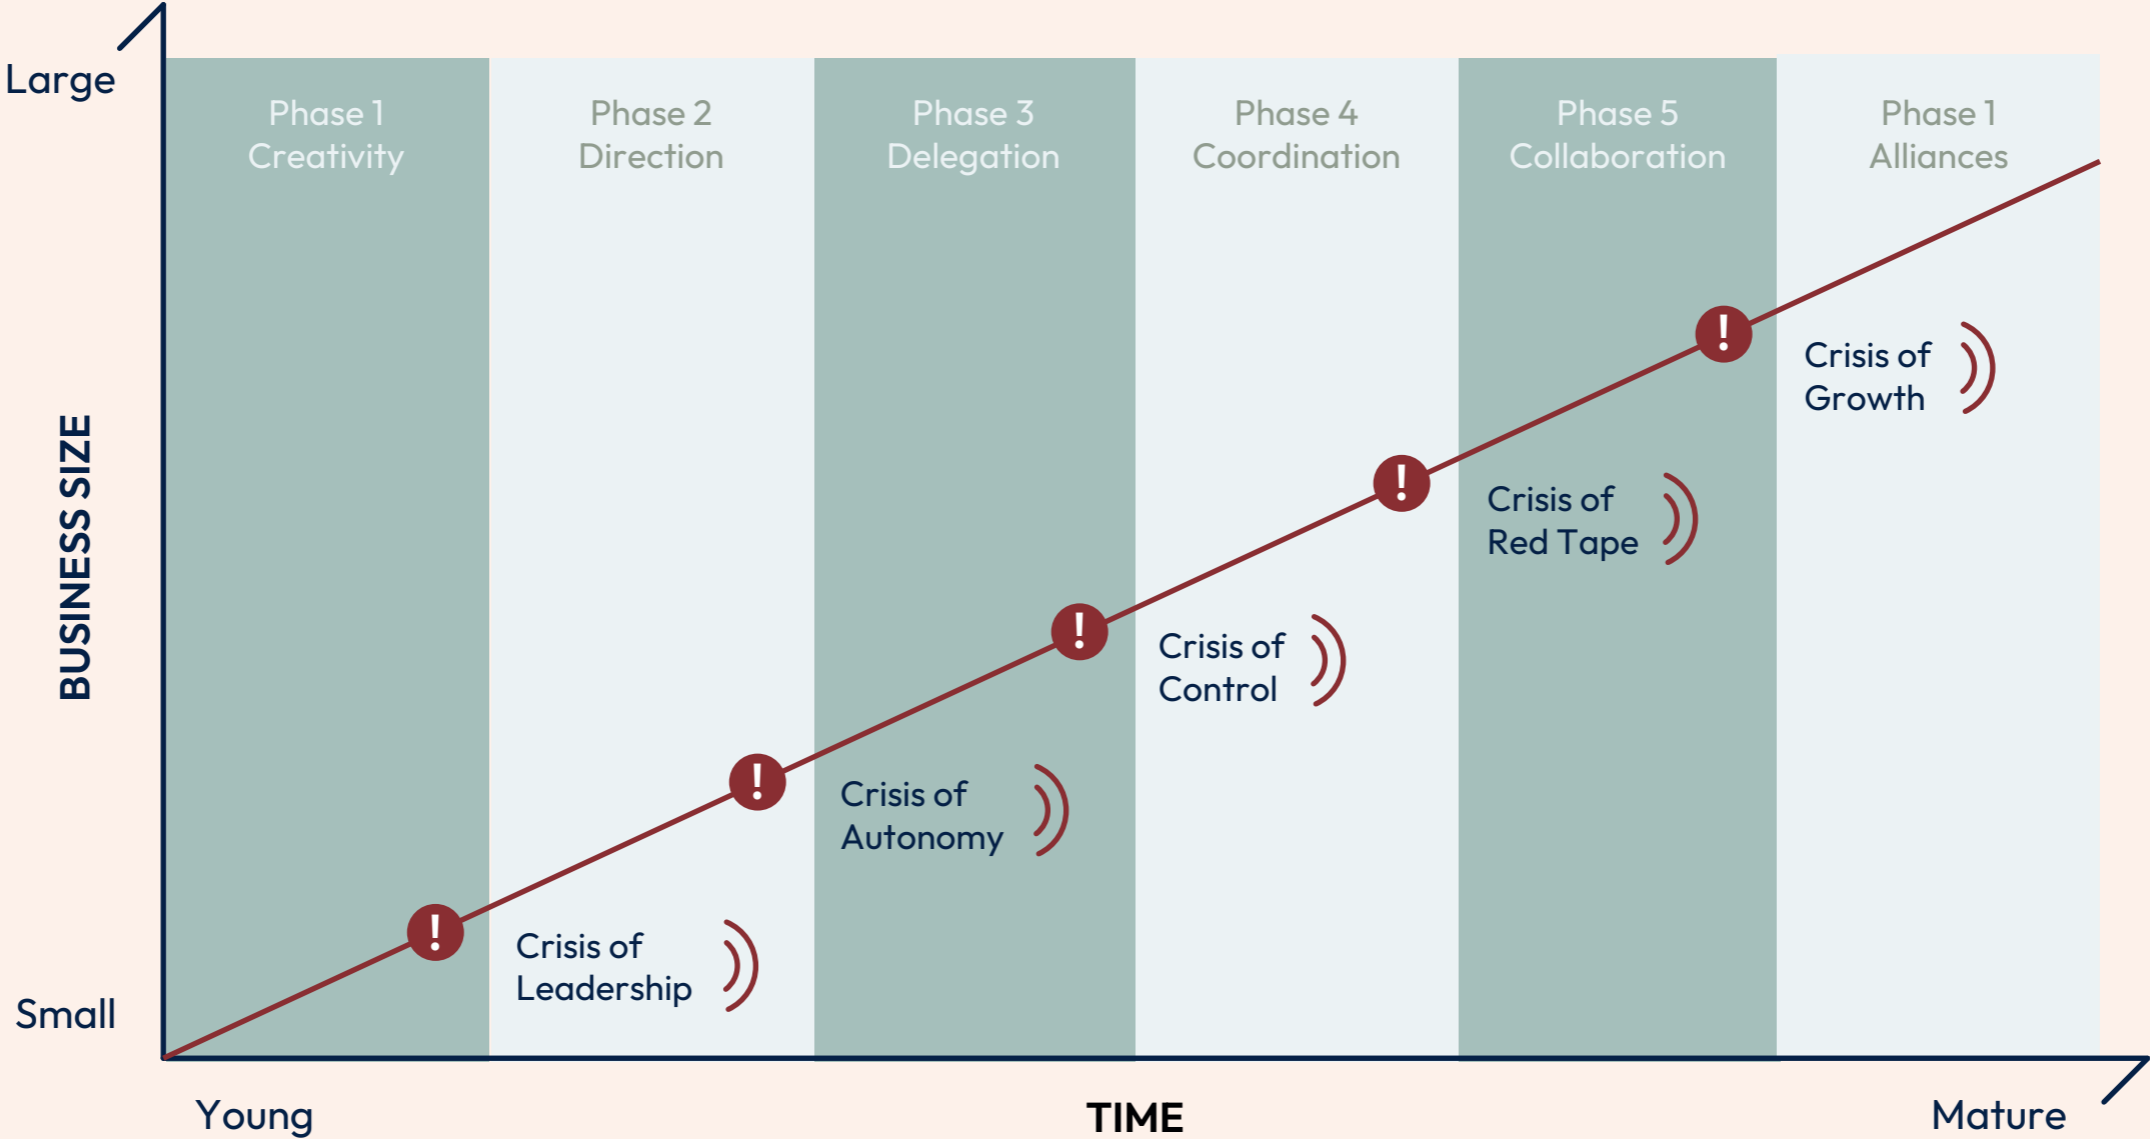 Large
Phase 1
Creativity
Phase 2
Direction
Phase 3
Delegation
Phase 4
Coordination
Phase 5
Collaboration
Phase 1
Alliances
!
Crisis of
Growth
!
Crisis of
Red Tape
!
Crisis of
Control
!
Crisis of
Autonomy
!
Crisis of
Leadership
BUSINESS SIZE
Small
Young
TIME
Mature